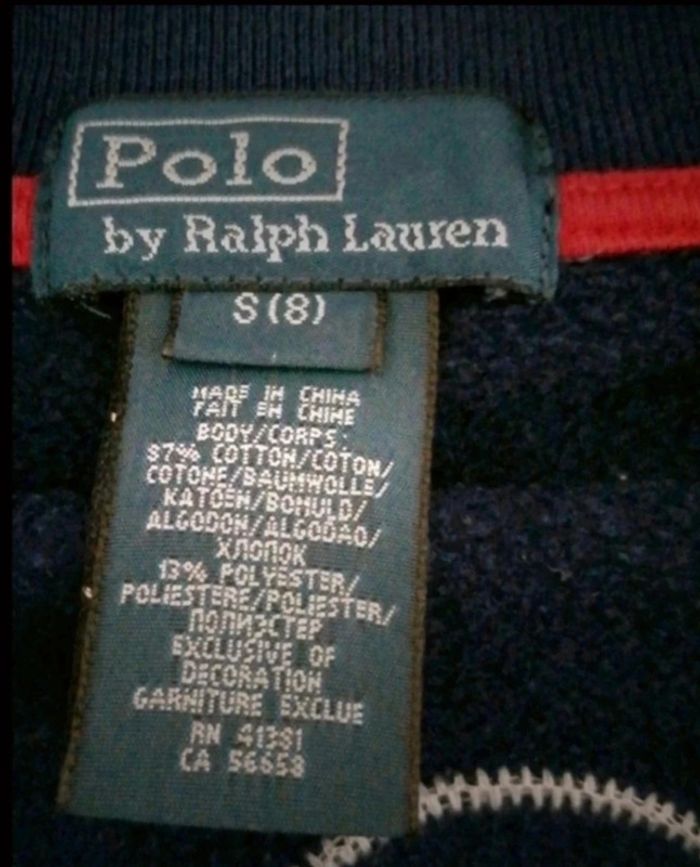 Polo
by Ralph Lauren
S (8)
MADE IN CHINA
FAIT EN CHINE
BODY/CORPS:
87% COTTON/COTON/
COTONE/BAUMWOLLE/
KATOEN/BOMULD/
ALGODON/ALGODÃO/
ХЛОПОК
13% POLYESTER/
POLIESTERE/POLIESTER/
ПОЛИЭСТЕР
EXCLUSIVE OF
DECORATION
GARNITURE EXCLUE
RN 41381
CA 56658